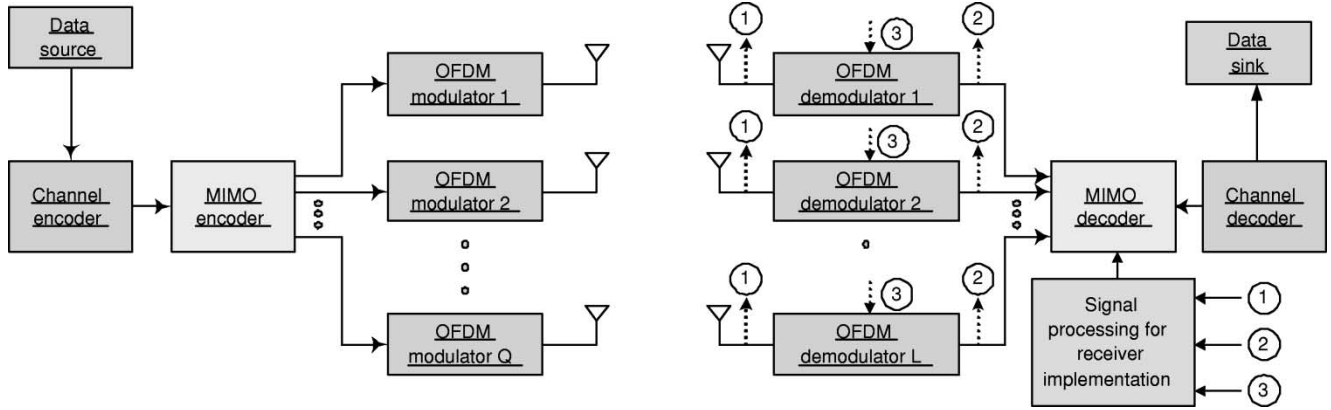 Data
source
Channel
encoder
MIMO
encoder
OFDM
modulator 1
OFDM
modulator 2
OFDM
modulator Q
1
3
2
OFDM
demodulator 1
1
3
2
OFDM
demodulator 2
1
3
2
OFDM
demodulator L
MIMO
decoder
Channel
decoder
Data
sink
Signal
processing for
receiver
implementation
1
2
3